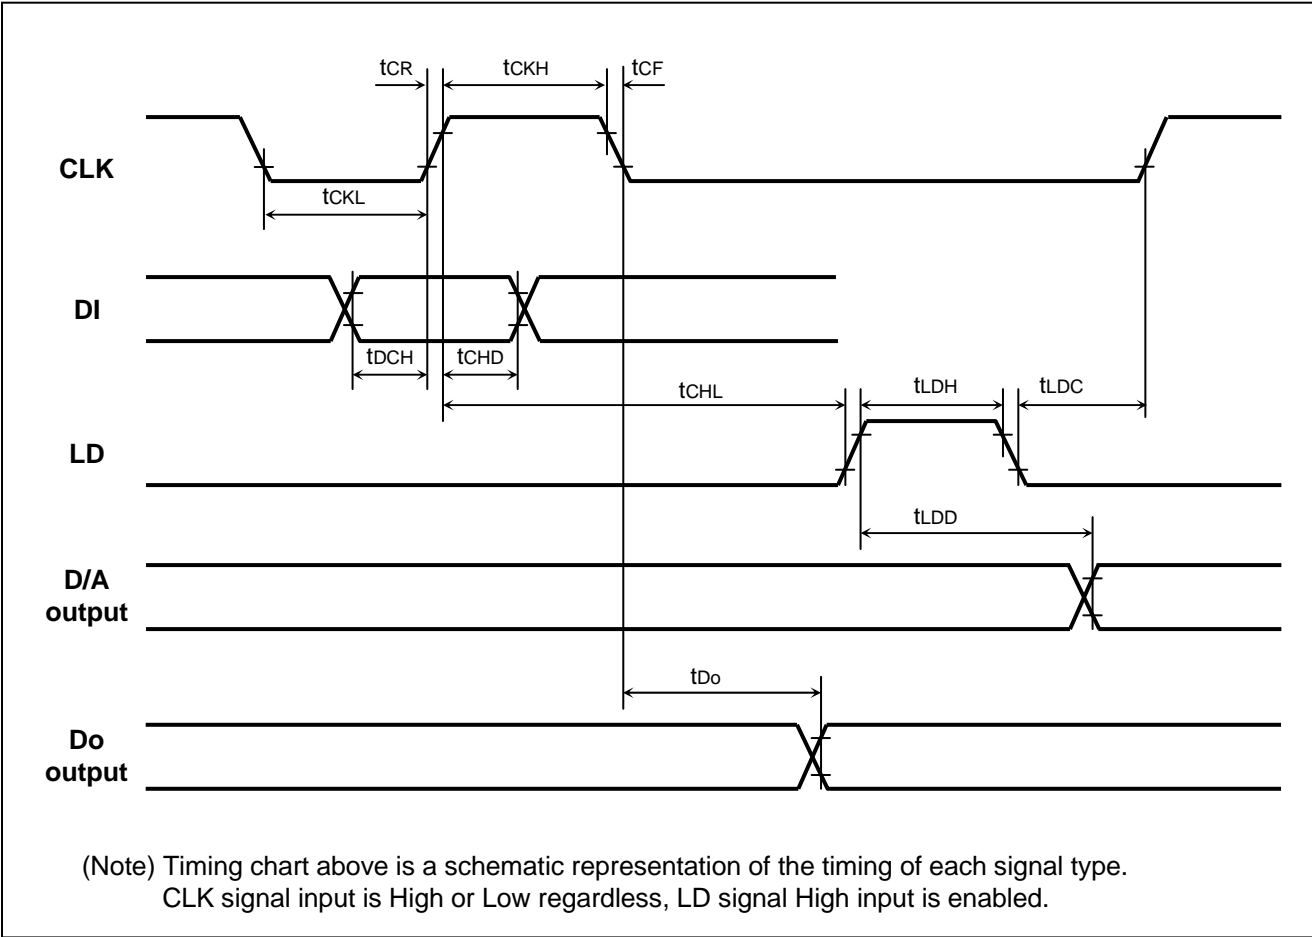 tCR
tCKH
tCF
CLK
tCKL
DI
tDCH
tCHD
tCHL
tLDH
tLDC
LD
tLDD
D/A
output
tDo
Do
output
(Note) Timing chart above is a schematic representation of the timing of each signal type.
CLK signal input is High or Low regardless, LD signal High input is enabled.